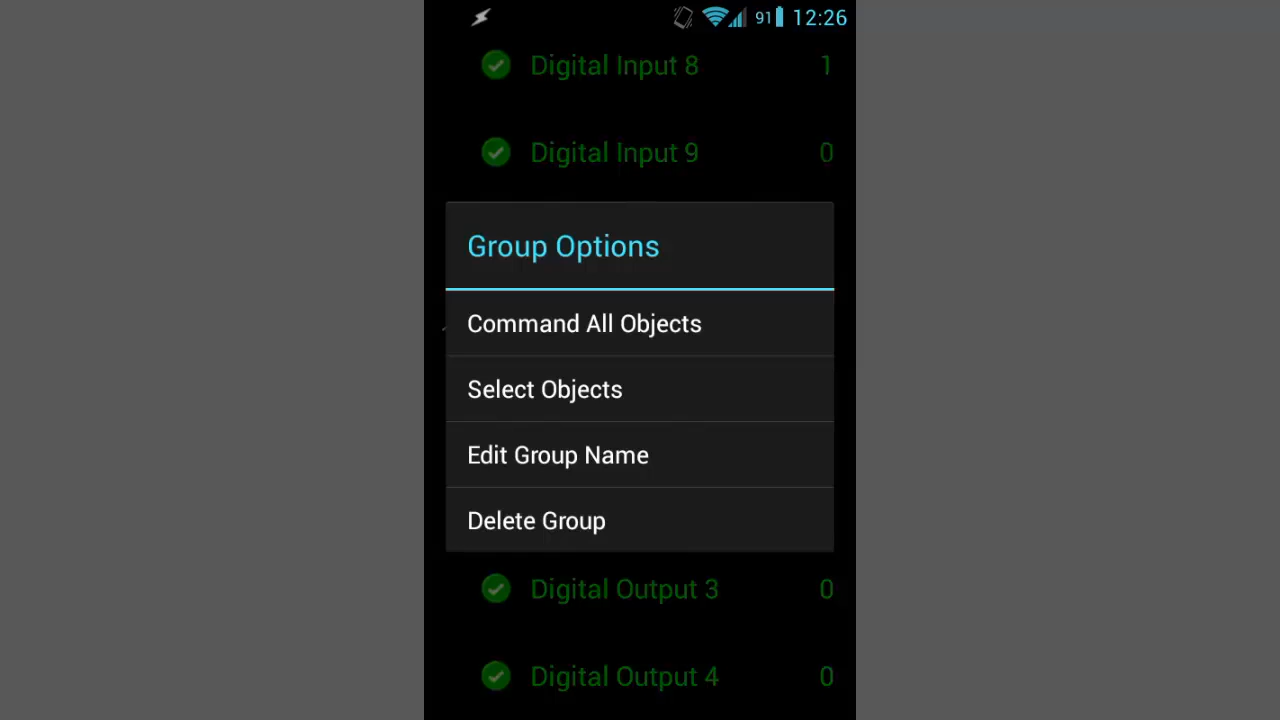 91 12:26
Digital Input 8 1
Digital Input 9 0
Group Options
Command All Objects
Select Objects
Edit Group Name
Delete Group
Digital Output 3 0
Digital Output 4 0